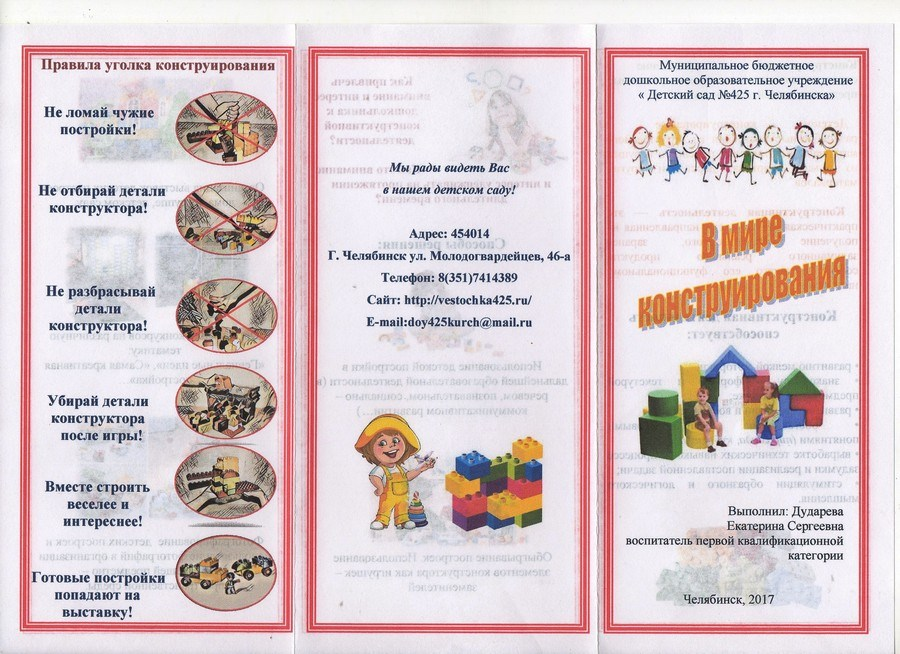 Правила уголка конструирования
Не ломай чужие
постройки!
Не отбирай детали
конструктора!
Не разбрасывай
детали
конструктора!
Убирай детали
конструктора
после игры!
Вместе строить
веселее и
интереснее!
Готовые постройки
попадают на
выставку!
Мы рады видеть Вас
в нашем детском саду!
Адрес: 454014
Г. Челябинск ул. Молодогвардейцев, 46-а
Телефон: 8(351)7414389
Сайт: http://vestochka425.ru/
E-mail:doy425kurch@mail.ru
Муниципальное бюджетное
дошкольное образовательное учреждение
« Детский сад №425 г. Челябинска»
В мире
конструирования
Выполнил: Дударева
Екатерина Сергеевна
воспитатель первой квалификационной
категории
Челябинск, 2017